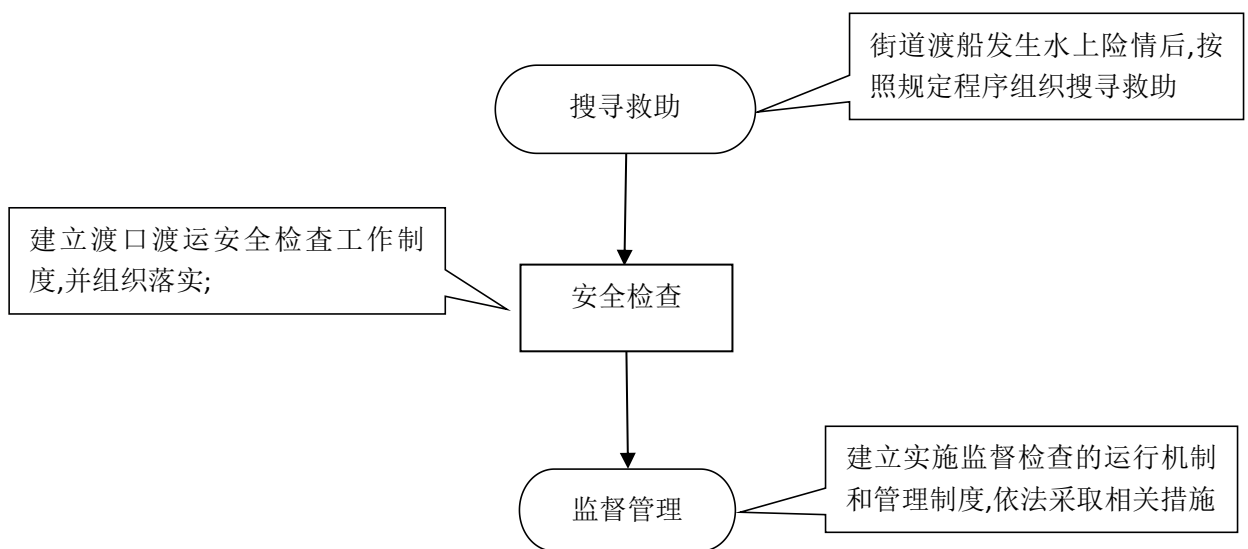 街道渡船发生水上险情后,按
照规定程序组织搜寻救助
搜寻救助
建立渡口渡运安全检查工作制
度,并组织落实;
安全检查
建立实施监督检查的运行机制
和管理制度,依法采取相关措施
监督管理